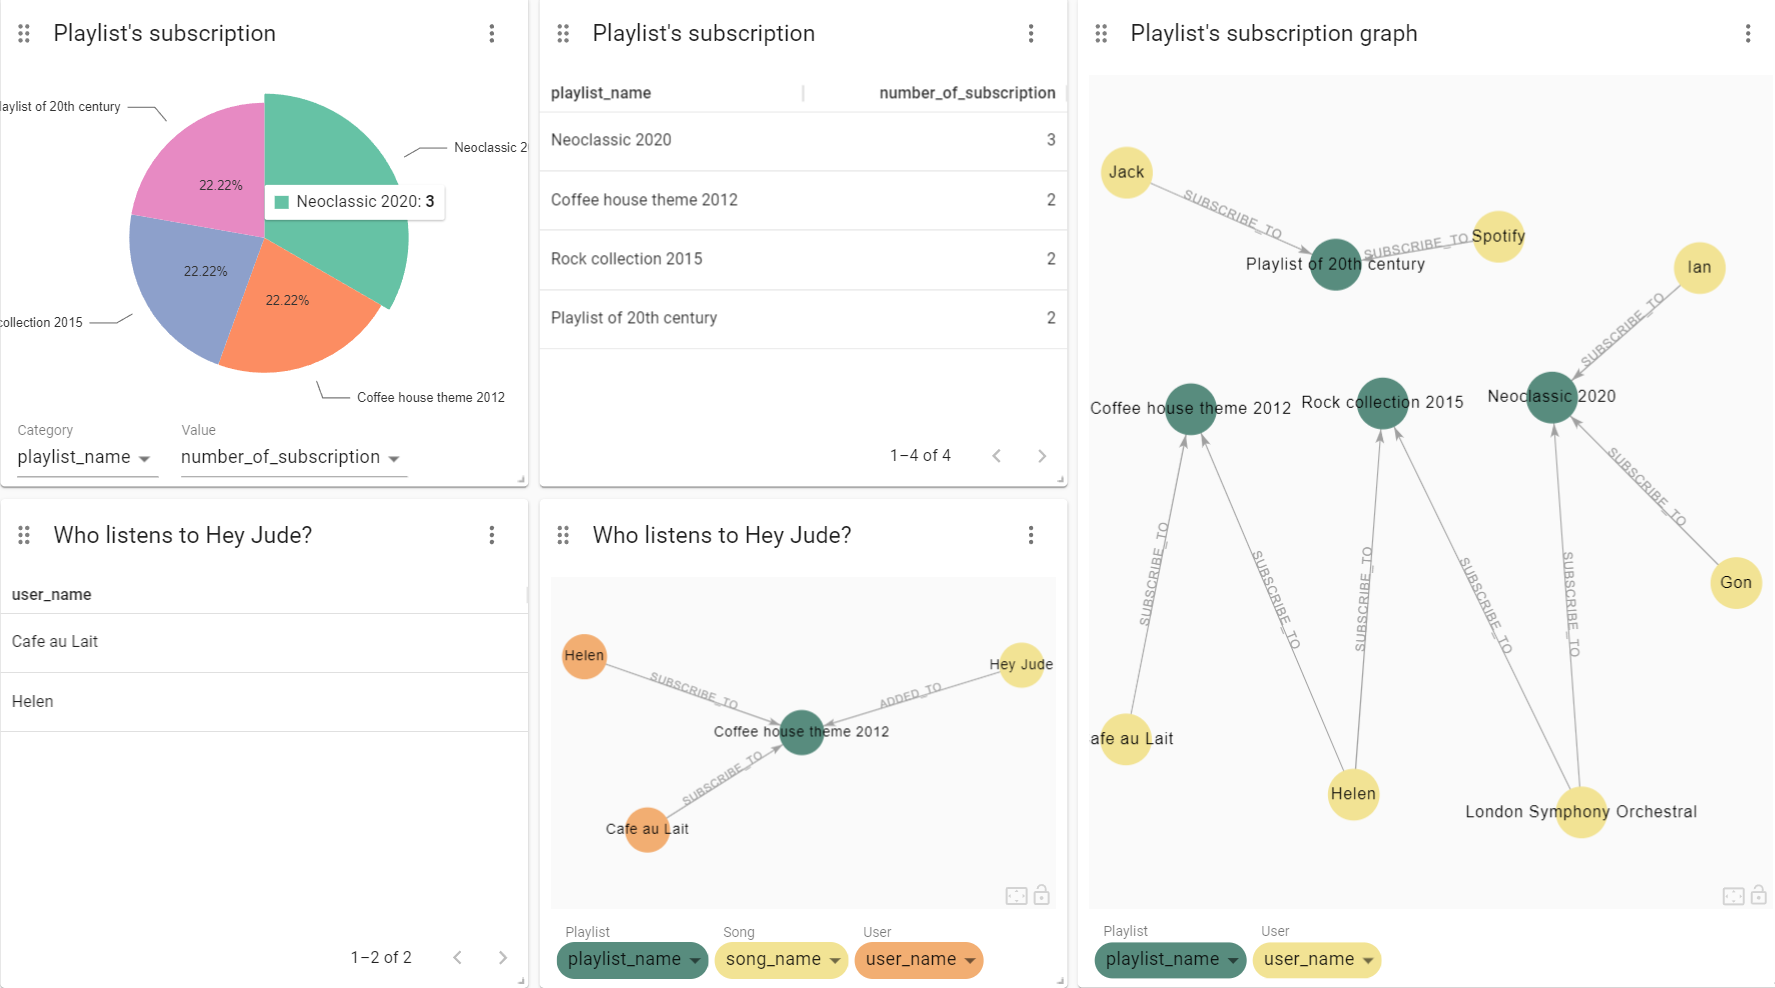 Playlist's subscription
laylist of 20th century
Neoclassic 2
22.22%
Neoclassic 2020: 3
22.22%
22.22%
collection 2015
Coffee house theme 2012
Category
Value
playlist_name
number_of_subscription
Playlist's subscription
playlist_name number_of_subscription
Neoclassic 2020 3
Coffee house theme 2012 2
Rock collection 2015 2
Playlist of 20th century 2
1–4 of 4
Playlist's subscription graph
Jack
SUBSCRIBE_TO
Spotify
SUBSCRIBE_TO
Playlist of 20th century
Ian
SUBSCRIBE_TO
Coffee house theme 2012
Rock collection 2015
Neoclassic 2020
SUBSCRIBE_TO
SUBSCRIBE_TO
SUBSCRIBE_TO
SUBSCRIBE_TO
SUBSCRIBE_TO
SUBSCRIBE_TO
Gon
afe au Lait
Helen
London Symphony Orchestral
Playlist
User
playlist_name
user_name
Who listens to Hey Jude?
user_name
Cafe au Lait
Helen
1–2 of 2
Who listens to Hey Jude?
Helen
Hey Jude
SUBSCRIBE_TO
ADDED_TO
Coffee house theme 2012
SUBSCRIBE_TO
Cafe au Lait
Playlist
Song
User
playlist_name
song_name
user_name